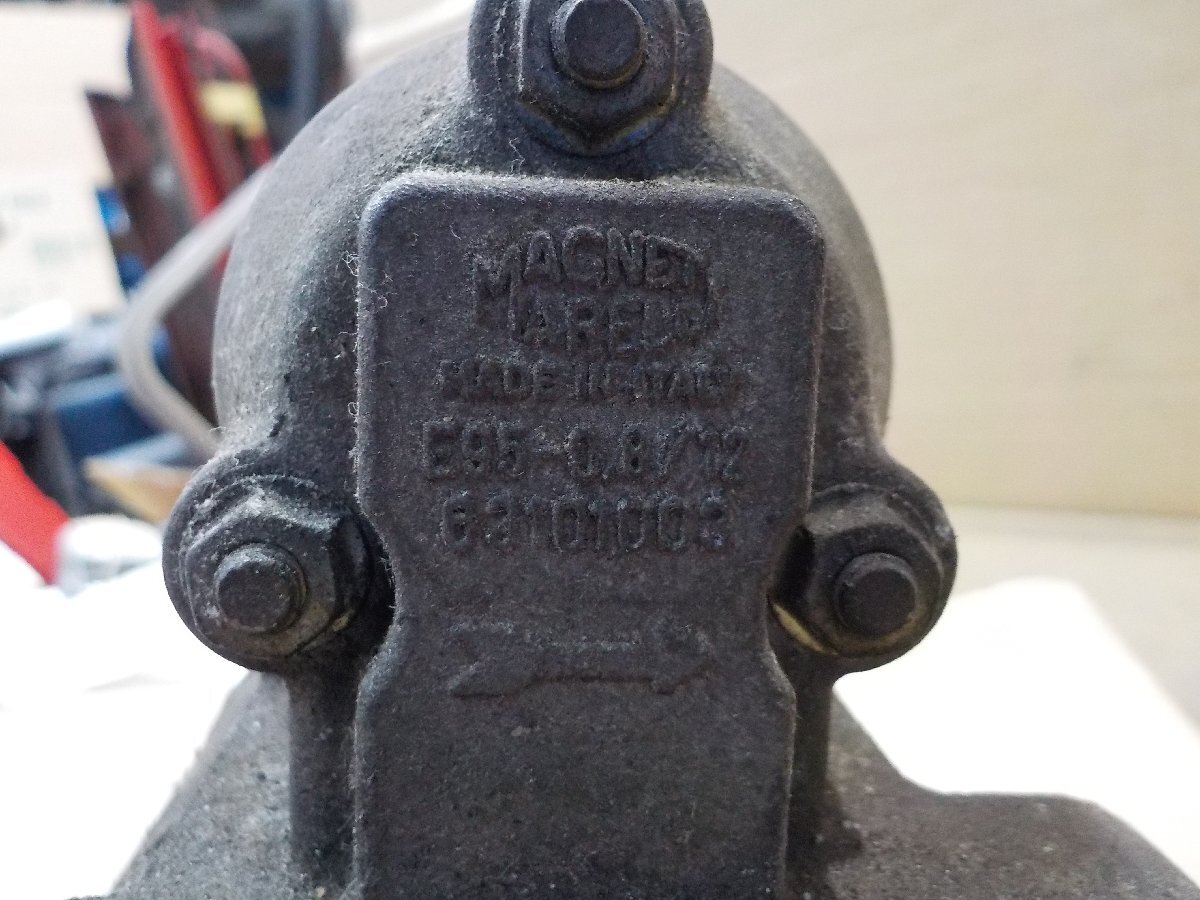 MAGNETI
MARELLI
MADE IN ITALY
E95-0,8/12
63101003